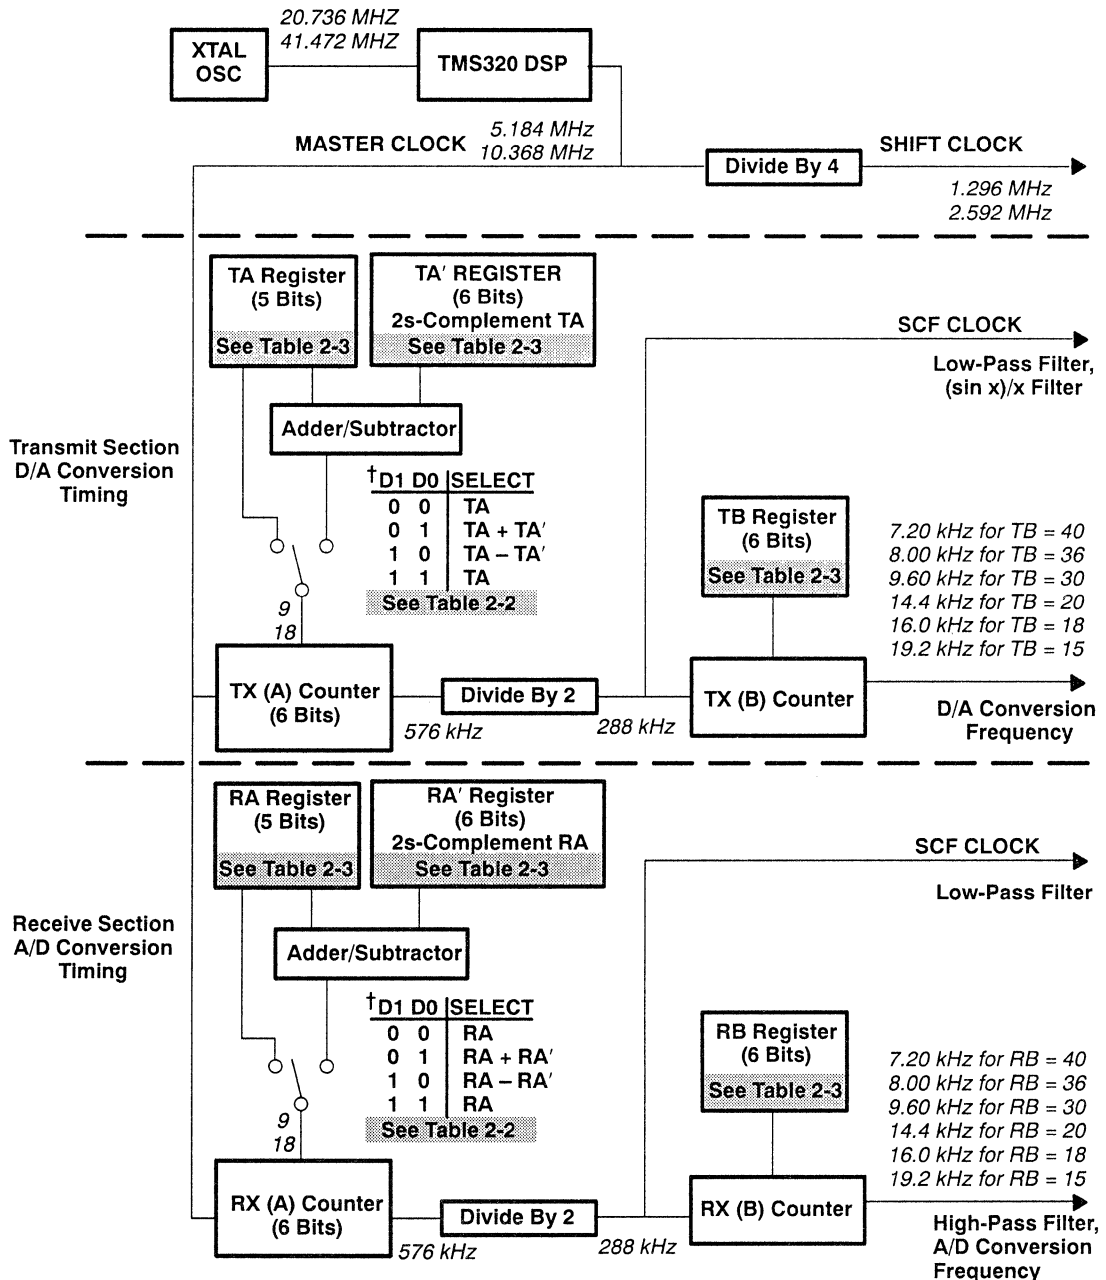 20.736 MHZ
41.472 MHZ
XTAL
OSC
TMS320 DSP
MASTER CLOCK
5.184 MHz
10.368 MHz
Divide By 4
SHIFT CLOCK
1.296 MHz
2.592 MHz
TA Register
(5 Bits)
See Table 2-3
TA′ REGISTER
(6 Bits)
2s-Complement TA
See Table 2-3
SCF CLOCK
Low-Pass Filter,
(sin x)/x Filter
Adder/Subtractor
Transmit Section
D/A Conversion
Timing
†D1 D0 SELECT
0 0 TA
0 1 TA + TA′
1 0 TA – TA′
1 1 TA
See Table 2-2
TB Register
(6 Bits)
See Table 2-3
7.20 kHz for TB = 40
8.00 kHz for TB = 36
9.60 kHz for TB = 30
14.4 kHz for TB = 20
16.0 kHz for TB = 18
19.2 kHz for TB = 15
9
18
TX (A) Counter
(6 Bits)
576 kHz
Divide By 2
288 kHz
TX (B) Counter
D/A Conversion
Frequency
RA Register
(5 Bits)
See Table 2-3
RA′ Register
(6 Bits)
2s-Complement RA
See Table 2-3
SCF CLOCK
Low-Pass Filter
Receive Section
A/D Conversion
Timing
Adder/Subtractor
†D1 D0 SELECT
0 0 RA
0 1 RA + RA′
1 0 RA – RA′
1 1 RA
See Table 2-2
RB Register
(6 Bits)
See Table 2-3
7.20 kHz for RB = 40
8.00 kHz for RB = 36
9.60 kHz for RB = 30
14.4 kHz for RB = 20
16.0 kHz for RB = 18
19.2 kHz for RB = 15
9
18
RX (A) Counter
(6 Bits)
576 kHz
Divide By 2
288 kHz
RX (B) Counter
High-Pass Filter,
A/D Conversion
Frequency